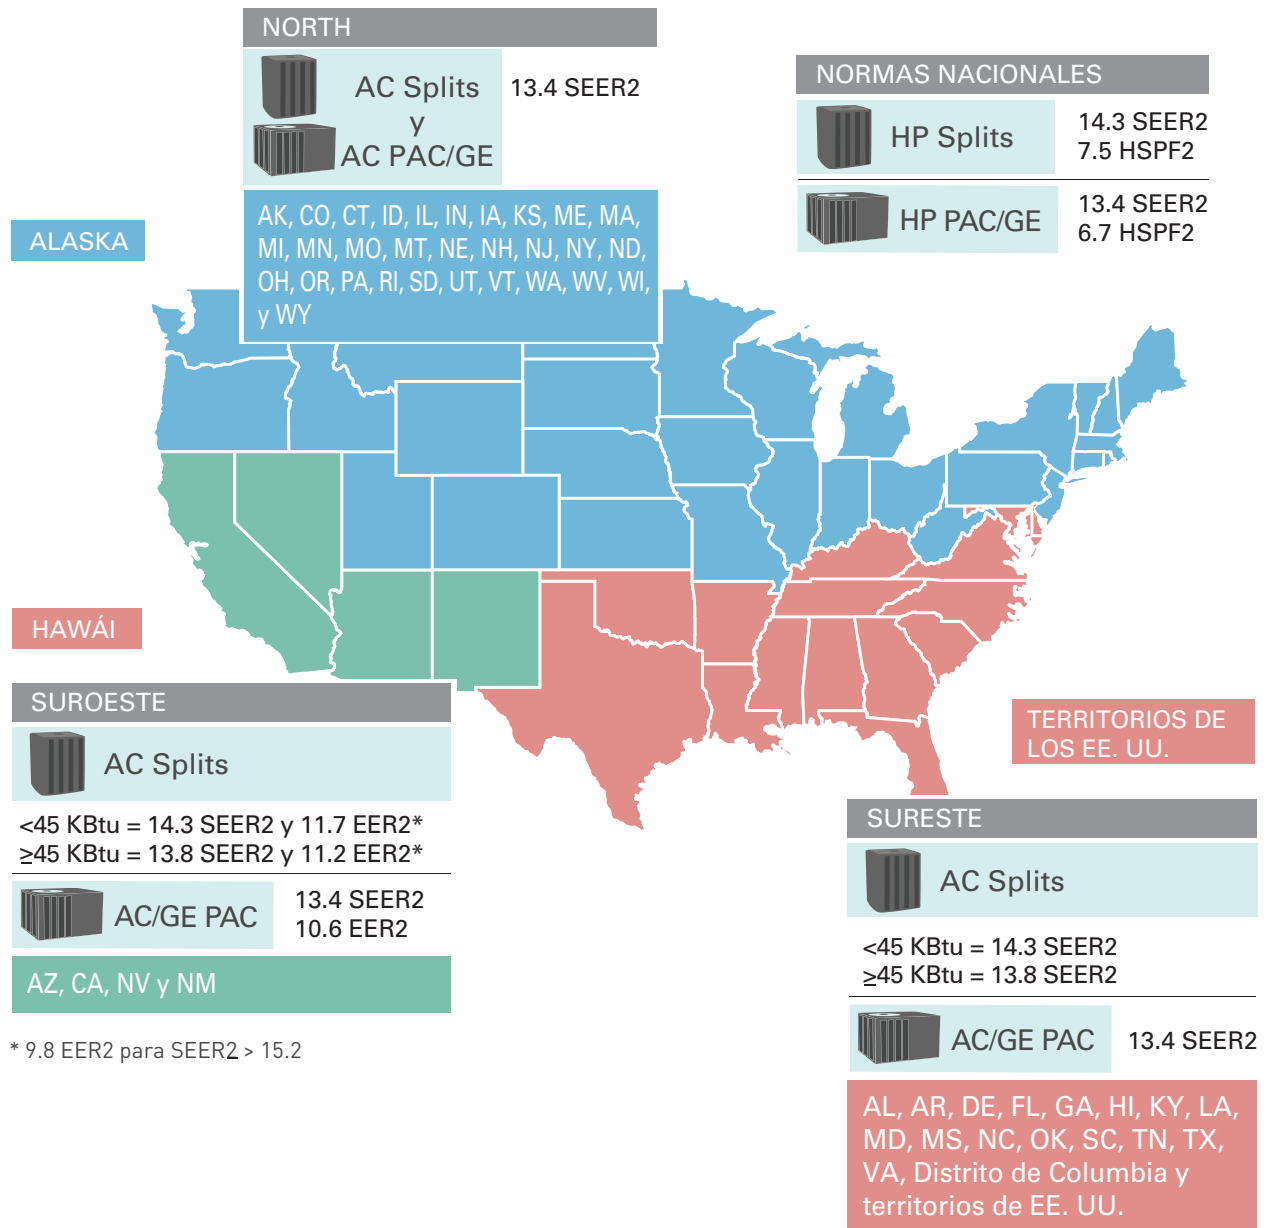 NORTH
AC Splits
y
AC PAC/GE
13.4 SEER2
AK, CO, CT, ID, IL, IN, IA, KS, ME, MA,
MI, MN, MO, MT, NE, NH, NJ, NY, ND,
OH, OR, PA, RI, SD, UT, VT, WA, WV, WI,
y WY
NORMAS NACIONALES
HP Splits
14.3 SEER2
7.5 HSPF2
HP PAC/GE
13.4 SEER2
6.7 HSPF2
ALASKA
HAWÁI
SUROESTE
AC Splits
<45 KBtu = 14.3 SEER2 y 11.7 EER2*
≥45 KBtu = 13.8 SEER2 y 11.2 EER2*
AC/GE PAC
13.4 SEER2
10.6 EER2
AZ, CA, NV y NM
* 9.8 EER2 para SEER2 > 15.2
TERRITORIOS DE
LOS EE. UU.
SURESTE
AC Splits
<45 KBtu = 14.3 SEER2
≥45 KBtu = 13.8 SEER2
AC/GE PAC
13.4 SEER2
AL, AR, DE, FL, GA, HI, KY, LA,
MD, MS, NC, OK, SC, TN, TX,
VA, Distrito de Columbia y
territorios de EE. UU.